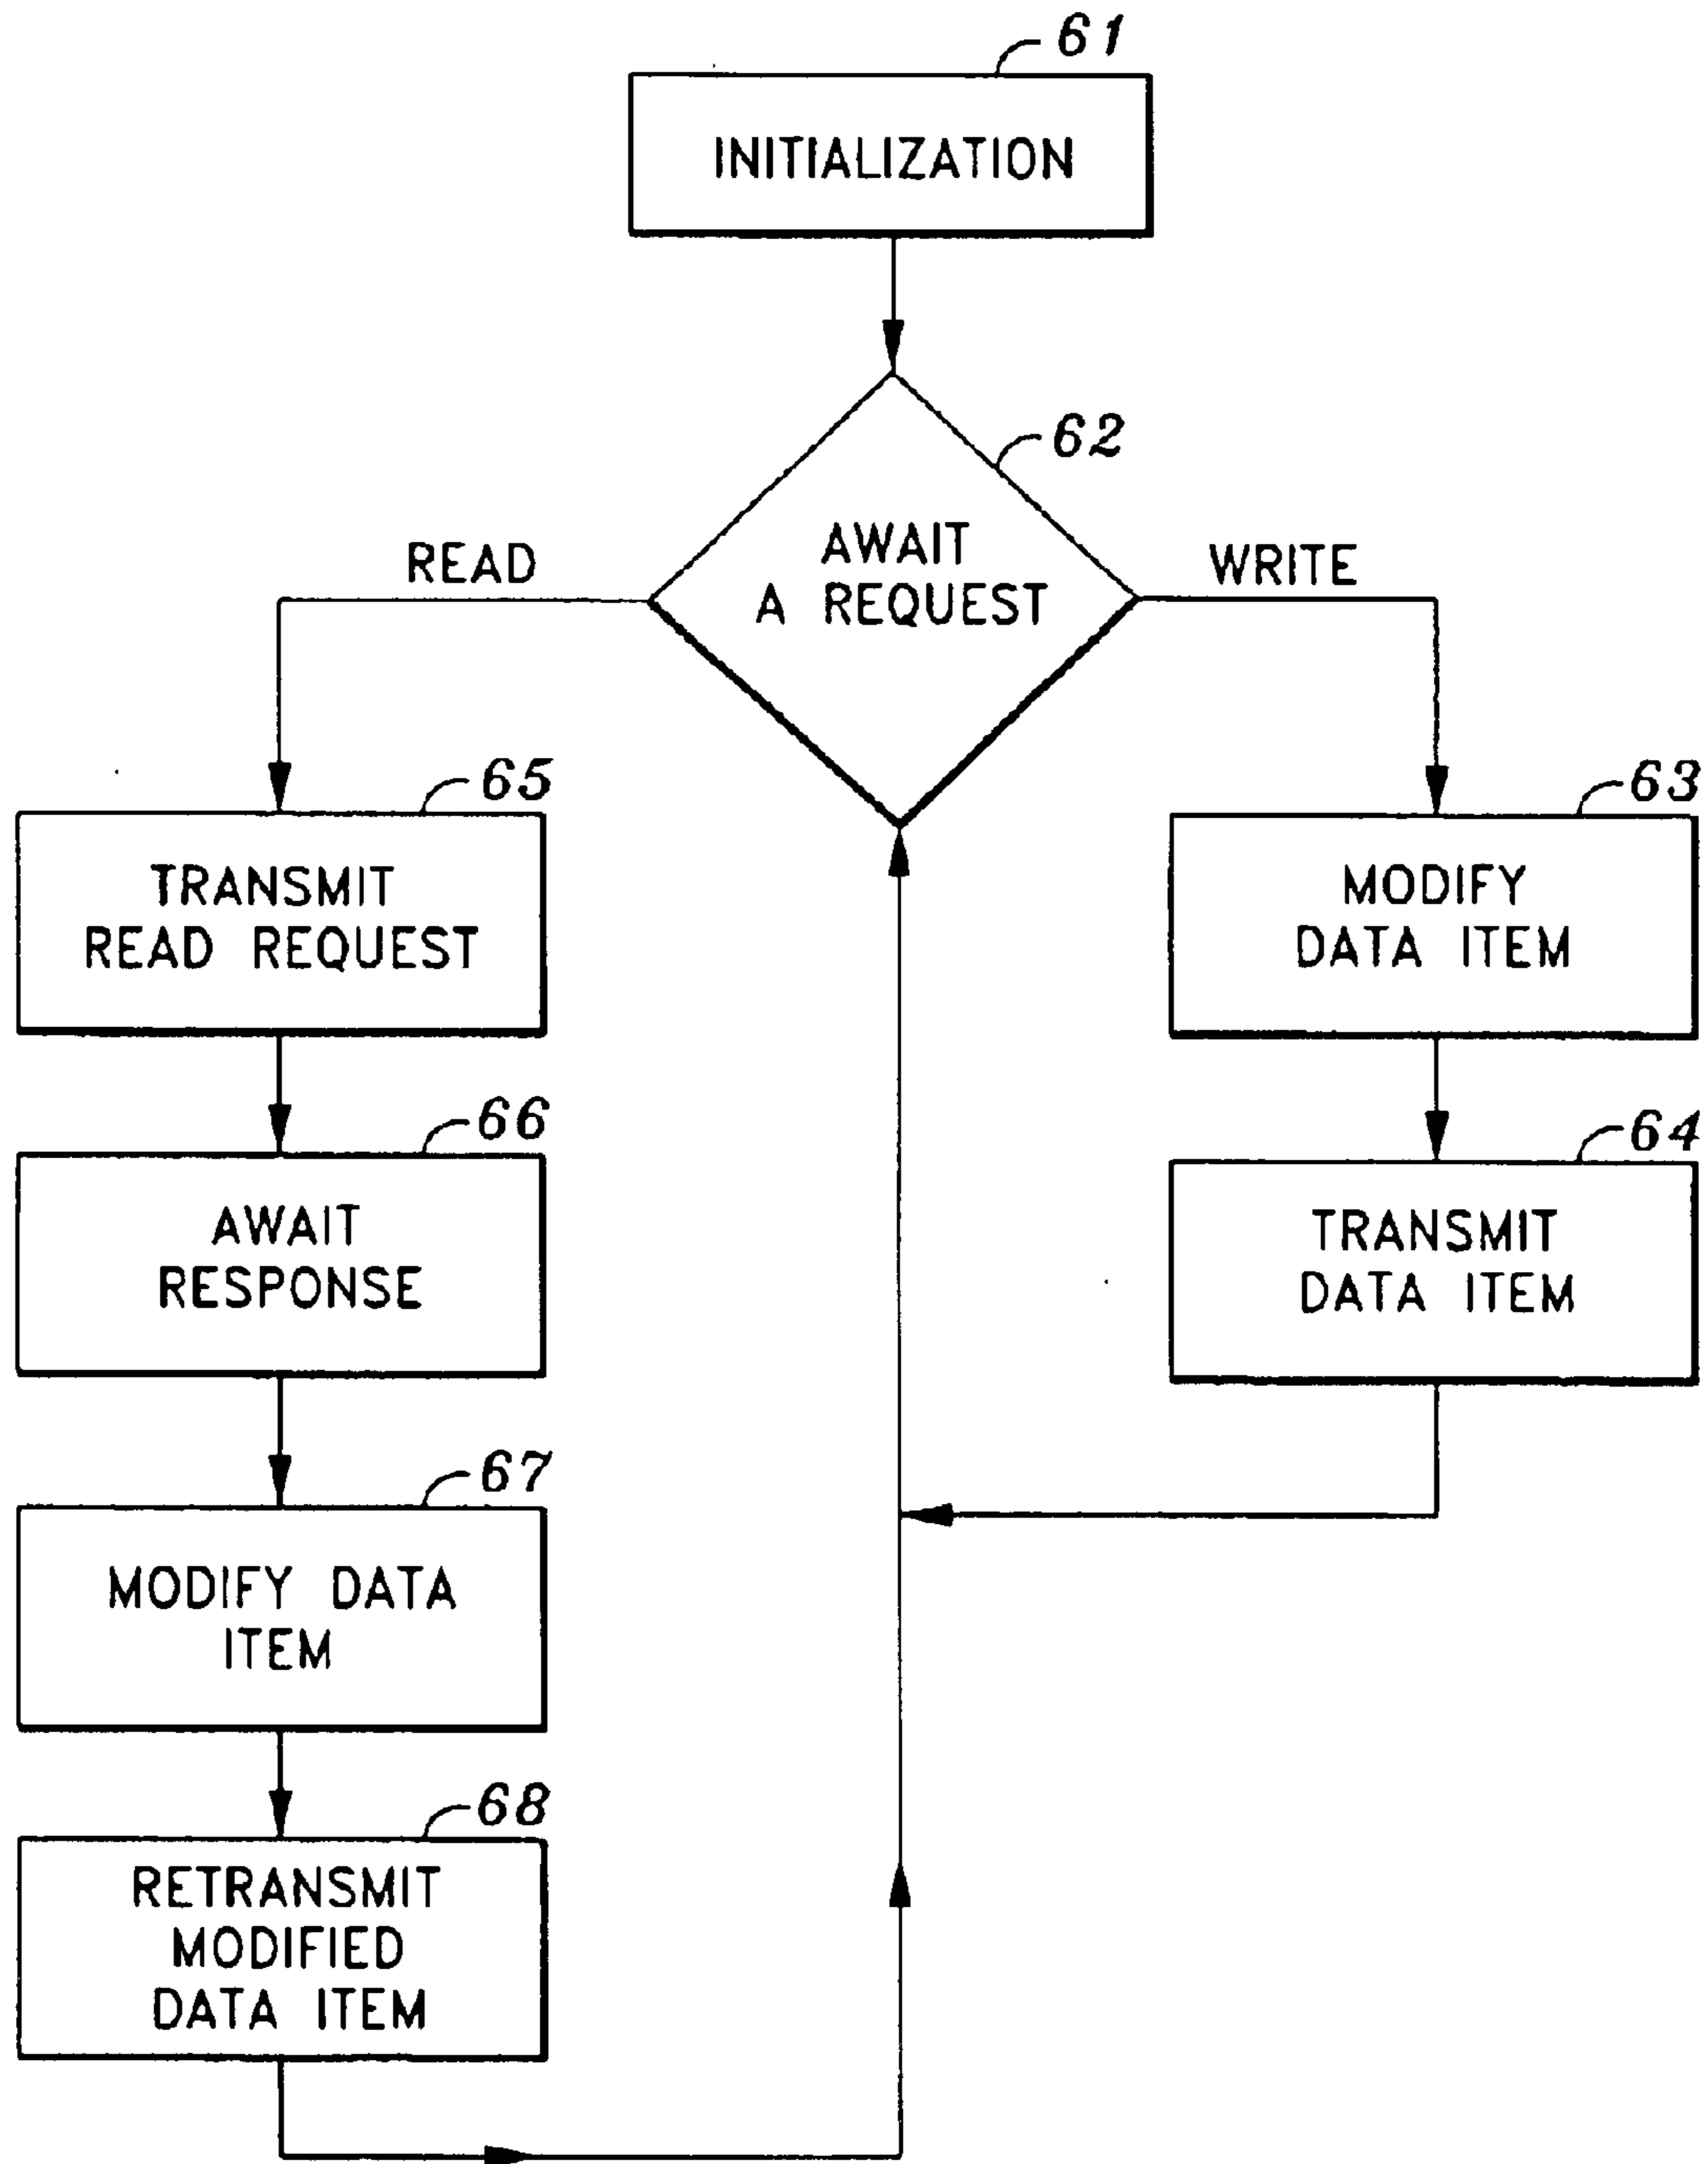 61
INITIALIZATION
62
AWAIT
A REQUEST
READ
WRITE
65
TRANSMIT
READ REQUEST
66
AWAIT
RESPONSE
67
MODIFY DATA
ITEM
68
RETRANSMIT
MODIFIED
DATA ITEM
63
MODIFY
DATA ITEM
64
TRANSMIT
DATA ITEM